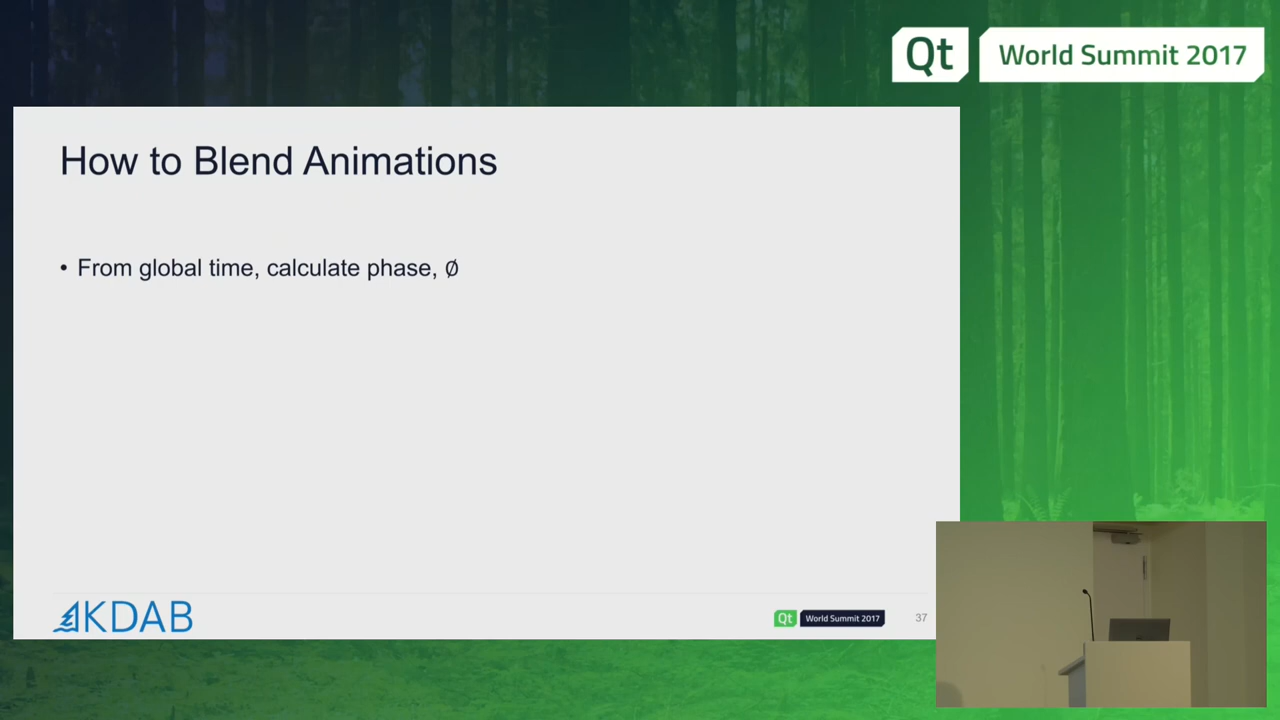 Qt World Summit 2017
How to Blend Animations
• From global time, calculate phase, ∅
KDAB
Qt World Summit 2017
37